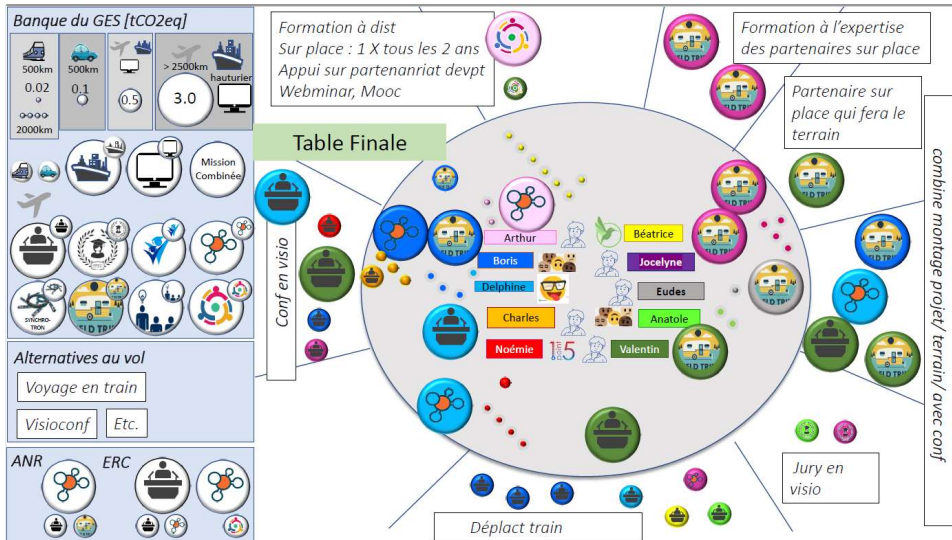 Banque du GES [tCO2eq]
500km
0.02
2000km
500km
0.1
0.5
> 2500km
hauturier
3.0
Mission
Combinée
SYNCHRO-
TRON
FIELD TRIP
Alternatives au vol
Voyage en train
Visioconf
Etc.
ANR
ERC
Formation à dist
Sur place : 1 X tous les 2 ans
Appui sur partenanriat devpt
Webminar, Mooc
Formation à l'expertise
des partenaires sur place
Partenaire sur
place qui fera le
terrain
Table Finale
Conf en visio
combine montage projet/ terrain/ avec conf
Arthur
Béatrice
Boris
Jocelyne
Delphine
Eudes
Charles
Anatole
Noémie
Valentin
Jury en
visio
Déplact train